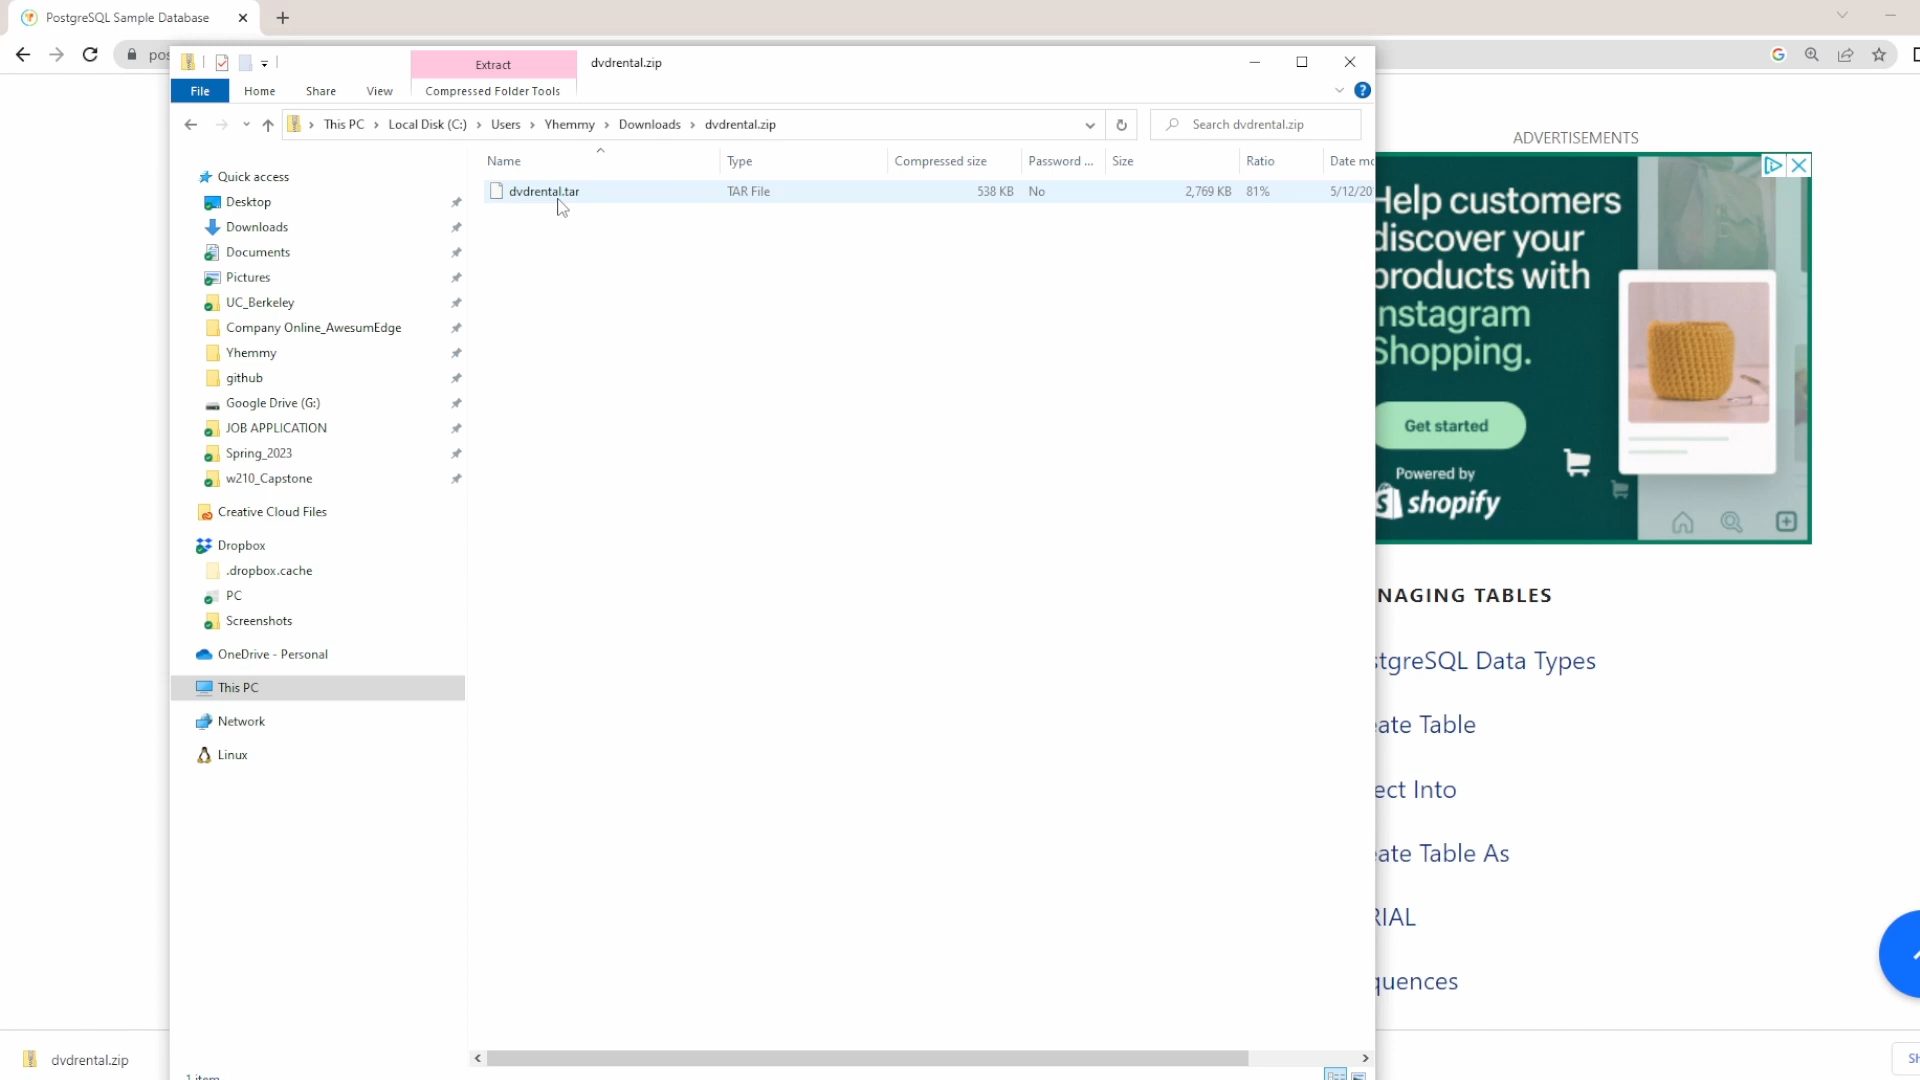 PostgreSQL Sample Database
Extract
dvdrental.zip
File
Home
Share
View
Compressed Folder Tools
This PC > Local Disk (C:) > Users > Yhemmy > Downloads > dvdrental.zip
Search dvdrental.zip
Name
Type
Compressed size
Password ...
Size
Ratio
Date mo
dvdrental.tar
TAR File
538 KB
No
2,769 KB
81%
5/12/20
Quick access
Desktop
Downloads
Documents
Pictures
UC_Berkeley
Company Online_AwesumEdge
Yhemmy
github
Google Drive (G:)
JOB APPLICATION
Spring_2023
w210_Capstone
Creative Cloud Files
Dropbox
.dropbox.cache
PC
Screenshots
OneDrive - Personal
This PC
Network
Linux
ADVERTISEMENTS
Help customers
discover your
products with
Instagram
Shopping.
Get started
Powered by
shopify
NAGING TABLES
stgreSQL Data Types
ate Table
ect Into
ate Table As
RIAL
quences
dvdrental.zip
1 item